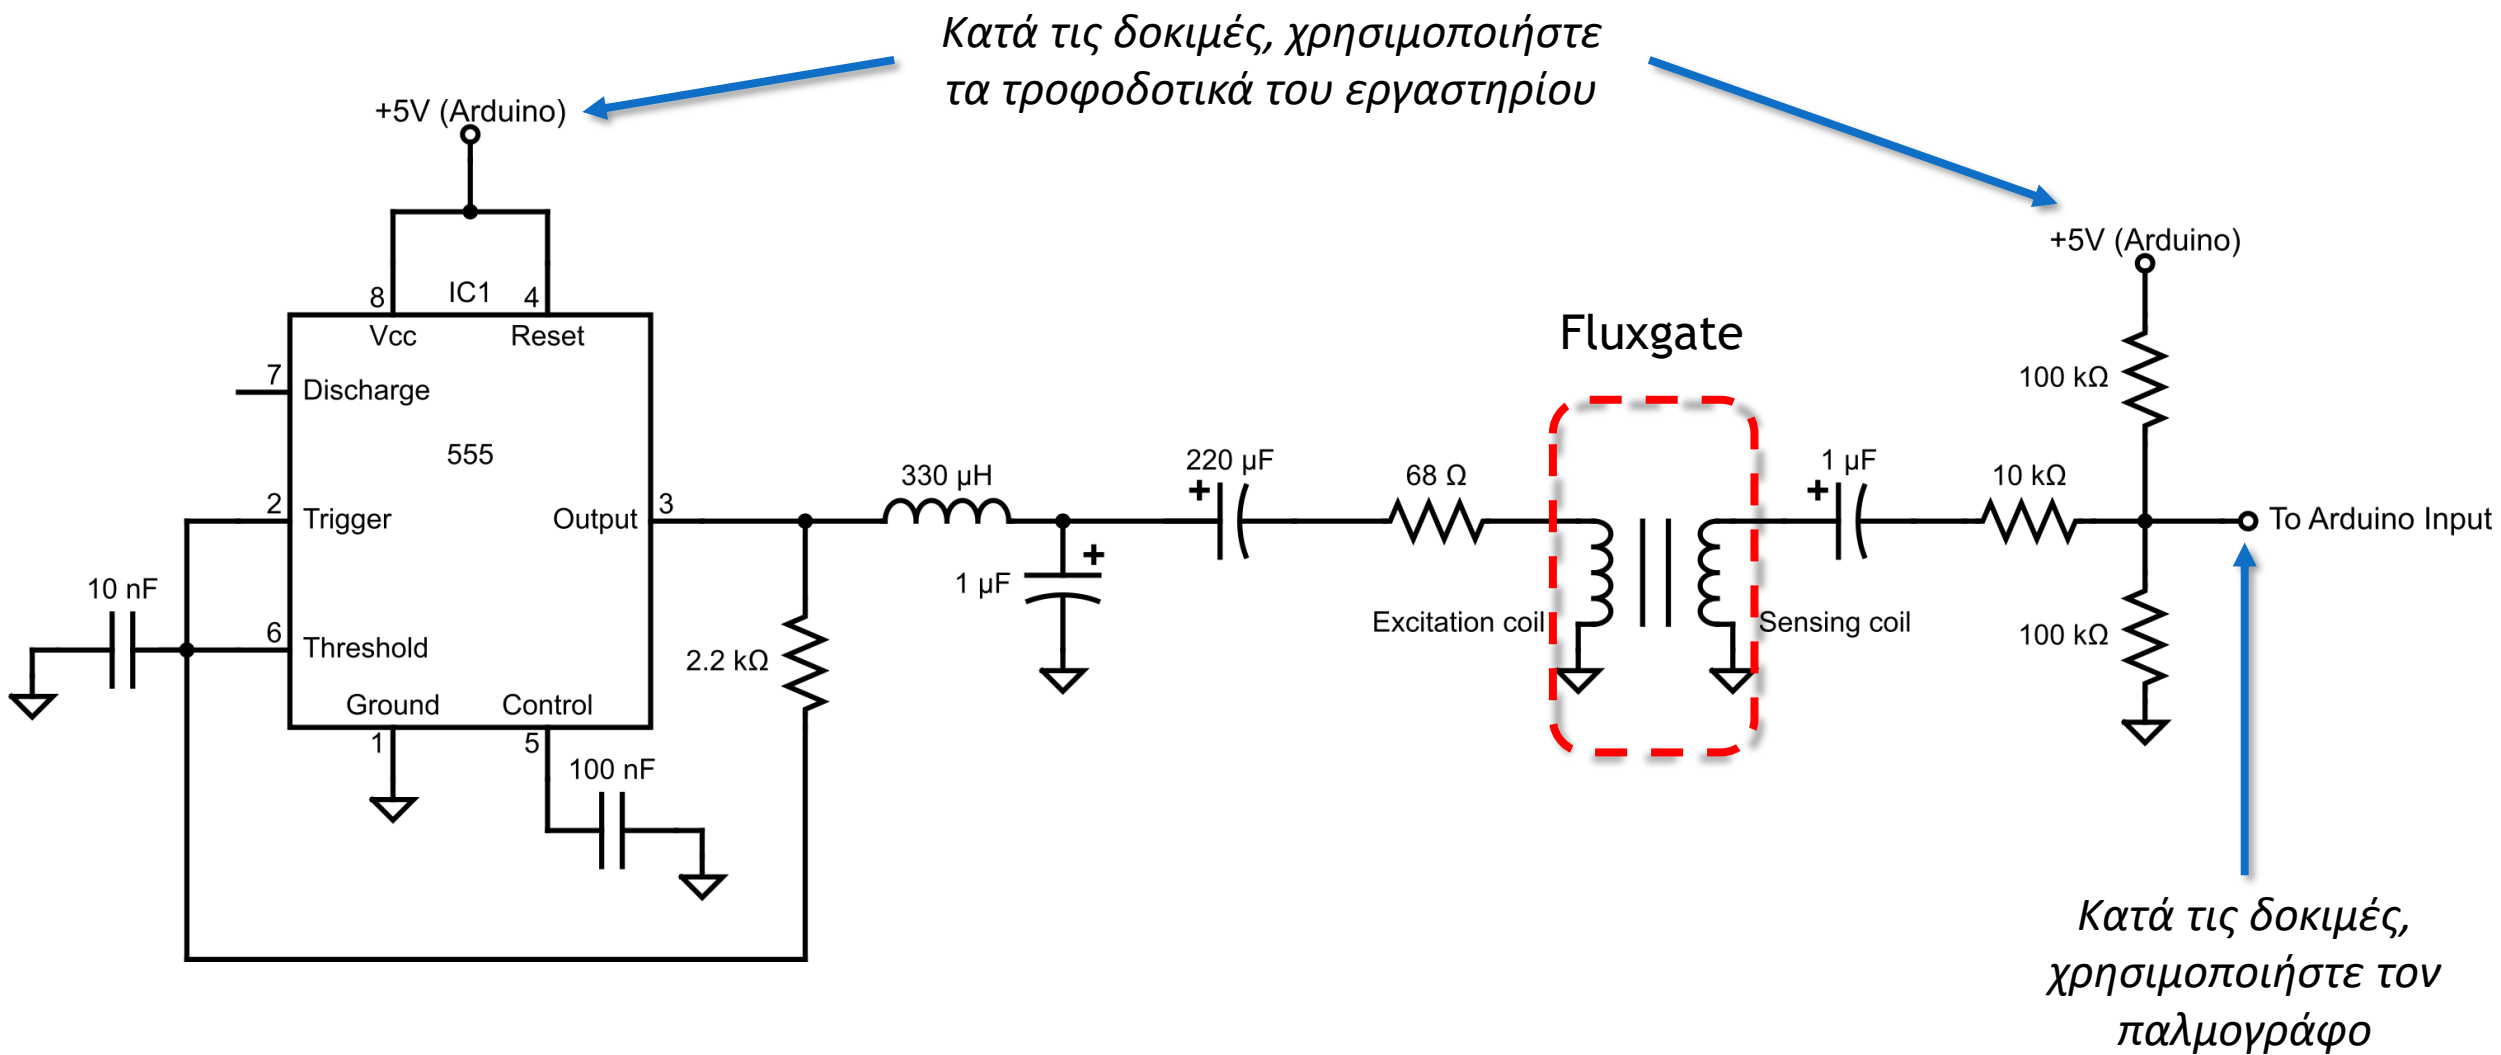 Κατά τις δοκιμές, χρησιμοποιήστε
τα τροφοδοτικά του εργαστηρίου
+5V (Arduino)
+5V (Arduino)
8
IC1
4
Vcc
Reset
Fluxgate
7
Discharge
100 kΩ
555
330 µH
220 µF
68 Ω
1 µF
10 kΩ
+
+
2
Trigger
Output
3
To Arduino Input
+
10 nF
1 µF
6
Threshold
2.2 kΩ
Excitation coil
Sensing coil
100 kΩ
Ground
Control
1
5
100 nF
Κατά τις δοκιμές,
χρησιμοποιήστε τον
παλμογράφο